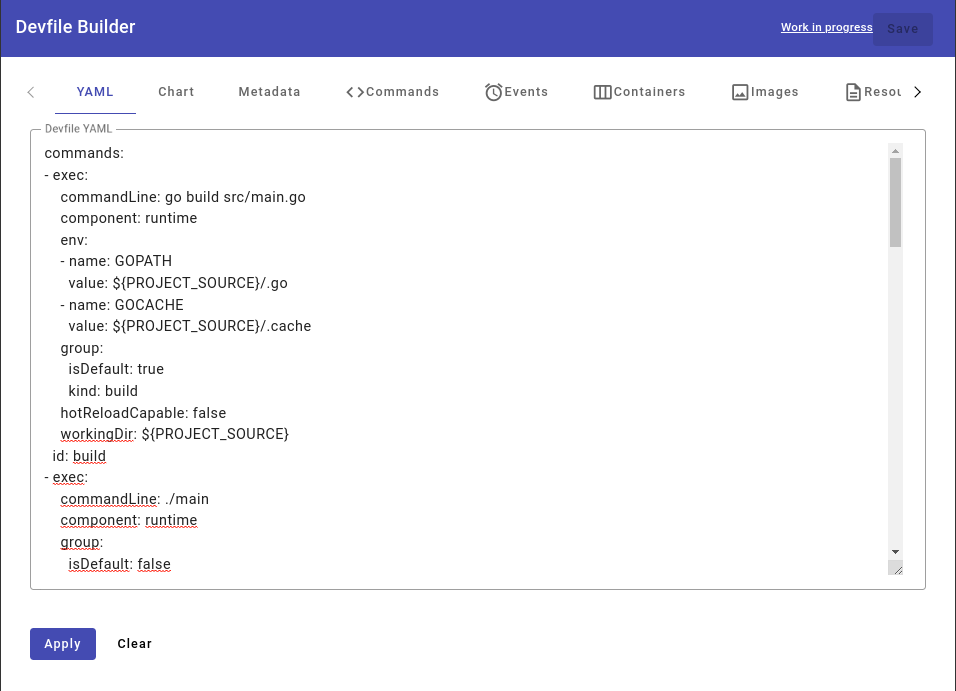 Devfile Builder
Work in progress Save
YAML Chart Metadata <>Commands Events Containers Images Resou
Devfile YAML
commands:
- exec:
    commandLine: go build src/main.go
    component: runtime
    env:
    - name: GOPATH
      value: ${PROJECT_SOURCE}/.go
    - name: GOCACHE
      value: ${PROJECT_SOURCE}/.cache
    group:
      isDefault: true
      kind: build
    hotReloadCapable: false
    workingDir: ${PROJECT_SOURCE}
  id: build
- exec:
    commandLine: ./main
    component: runtime
    group:
      isDefault: false
Apply Clear